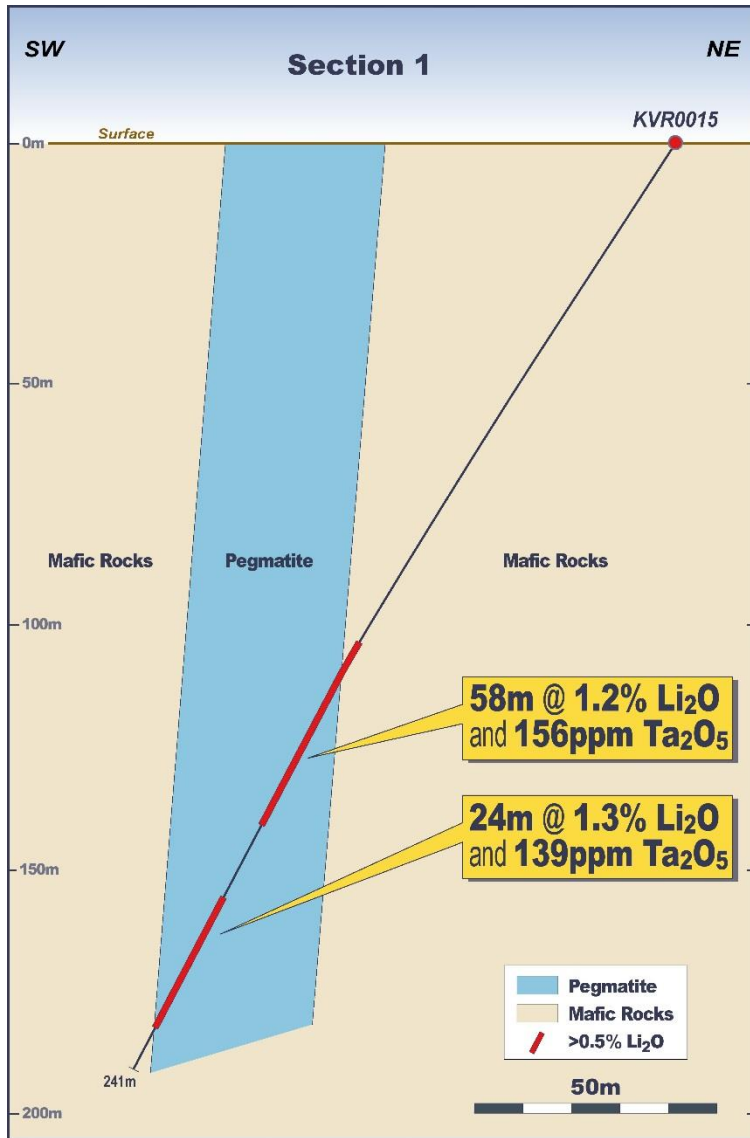 SW
Section 1
NE
KVR0015
Surface
0m
50m
Mafic Rocks
Pegmatite
Mafic Rocks
100m
58m @ 1.2% Li₂O
and 156ppm Ta₂O₅
24m @ 1.3% Li₂O
and 139ppm Ta₂O₅
150m
Pegmatite
Mafic Rocks
>0.5% Li₂O
241m
50m
200m